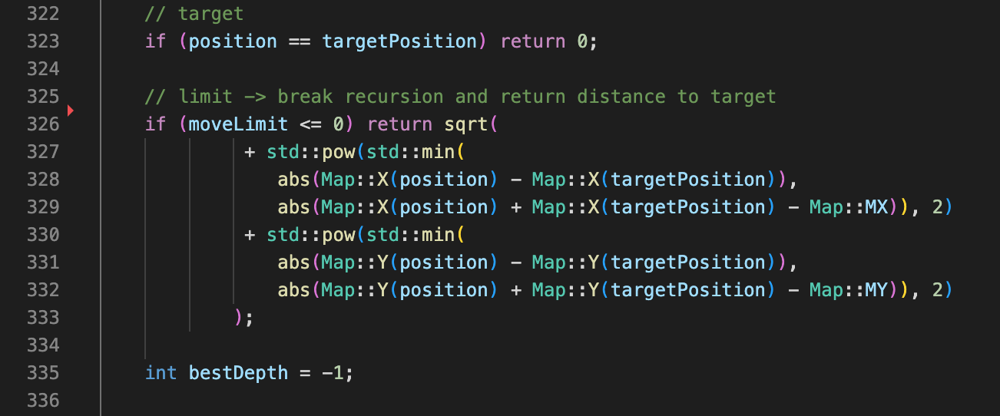 322 // target
323 if (position == targetPosition) return 0;
324
325 // limit -> break recursion and return distance to target
326 if (moveLimit <= 0) return sqrt(
327 + std::pow(std::min(
328 abs(Map::X(position) - Map::X(targetPosition)),
329 abs(Map::X(position) + Map::X(targetPosition) - Map::MX)), 2)
330 + std::pow(std::min(
331 abs(Map::Y(position) - Map::Y(targetPosition)),
332 abs(Map::Y(position) + Map::Y(targetPosition) - Map::MY)), 2)
333 );
334
335 int bestDepth = -1;
336